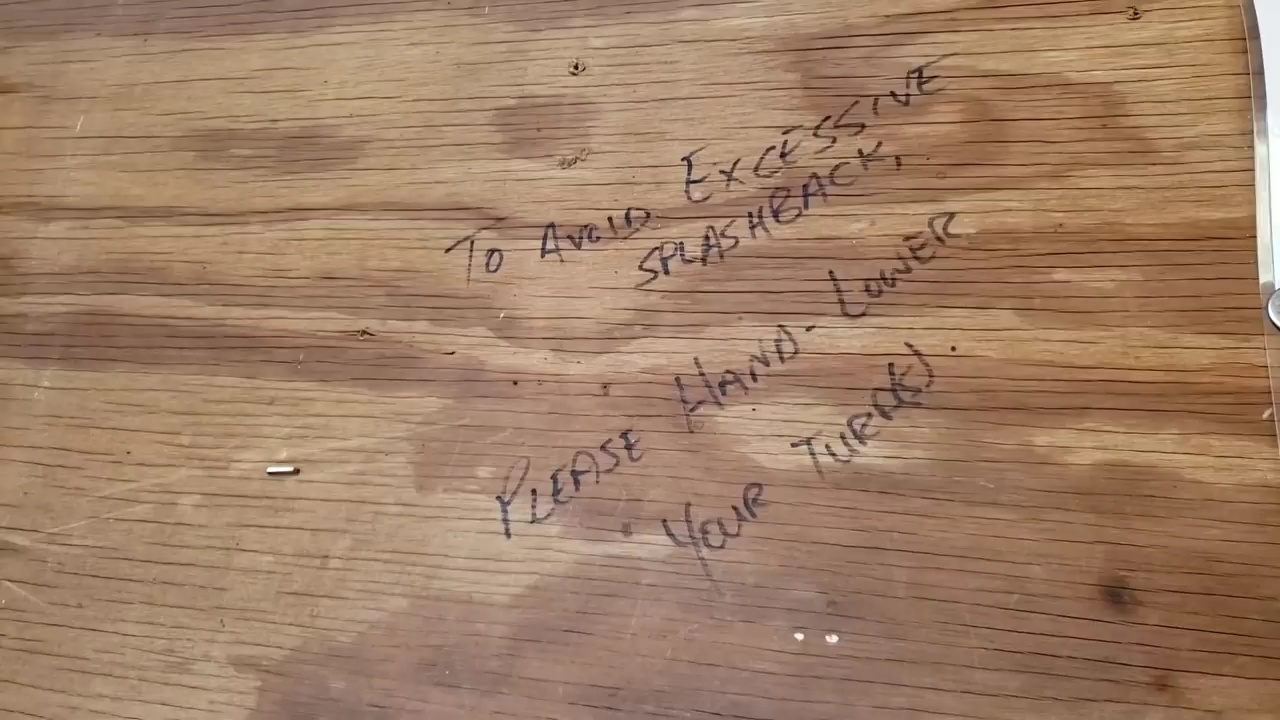 To AVOID EXCESSIVE
SPLASHBACK,
PLEASE HAND-LOWER
YOUR TURD(S).